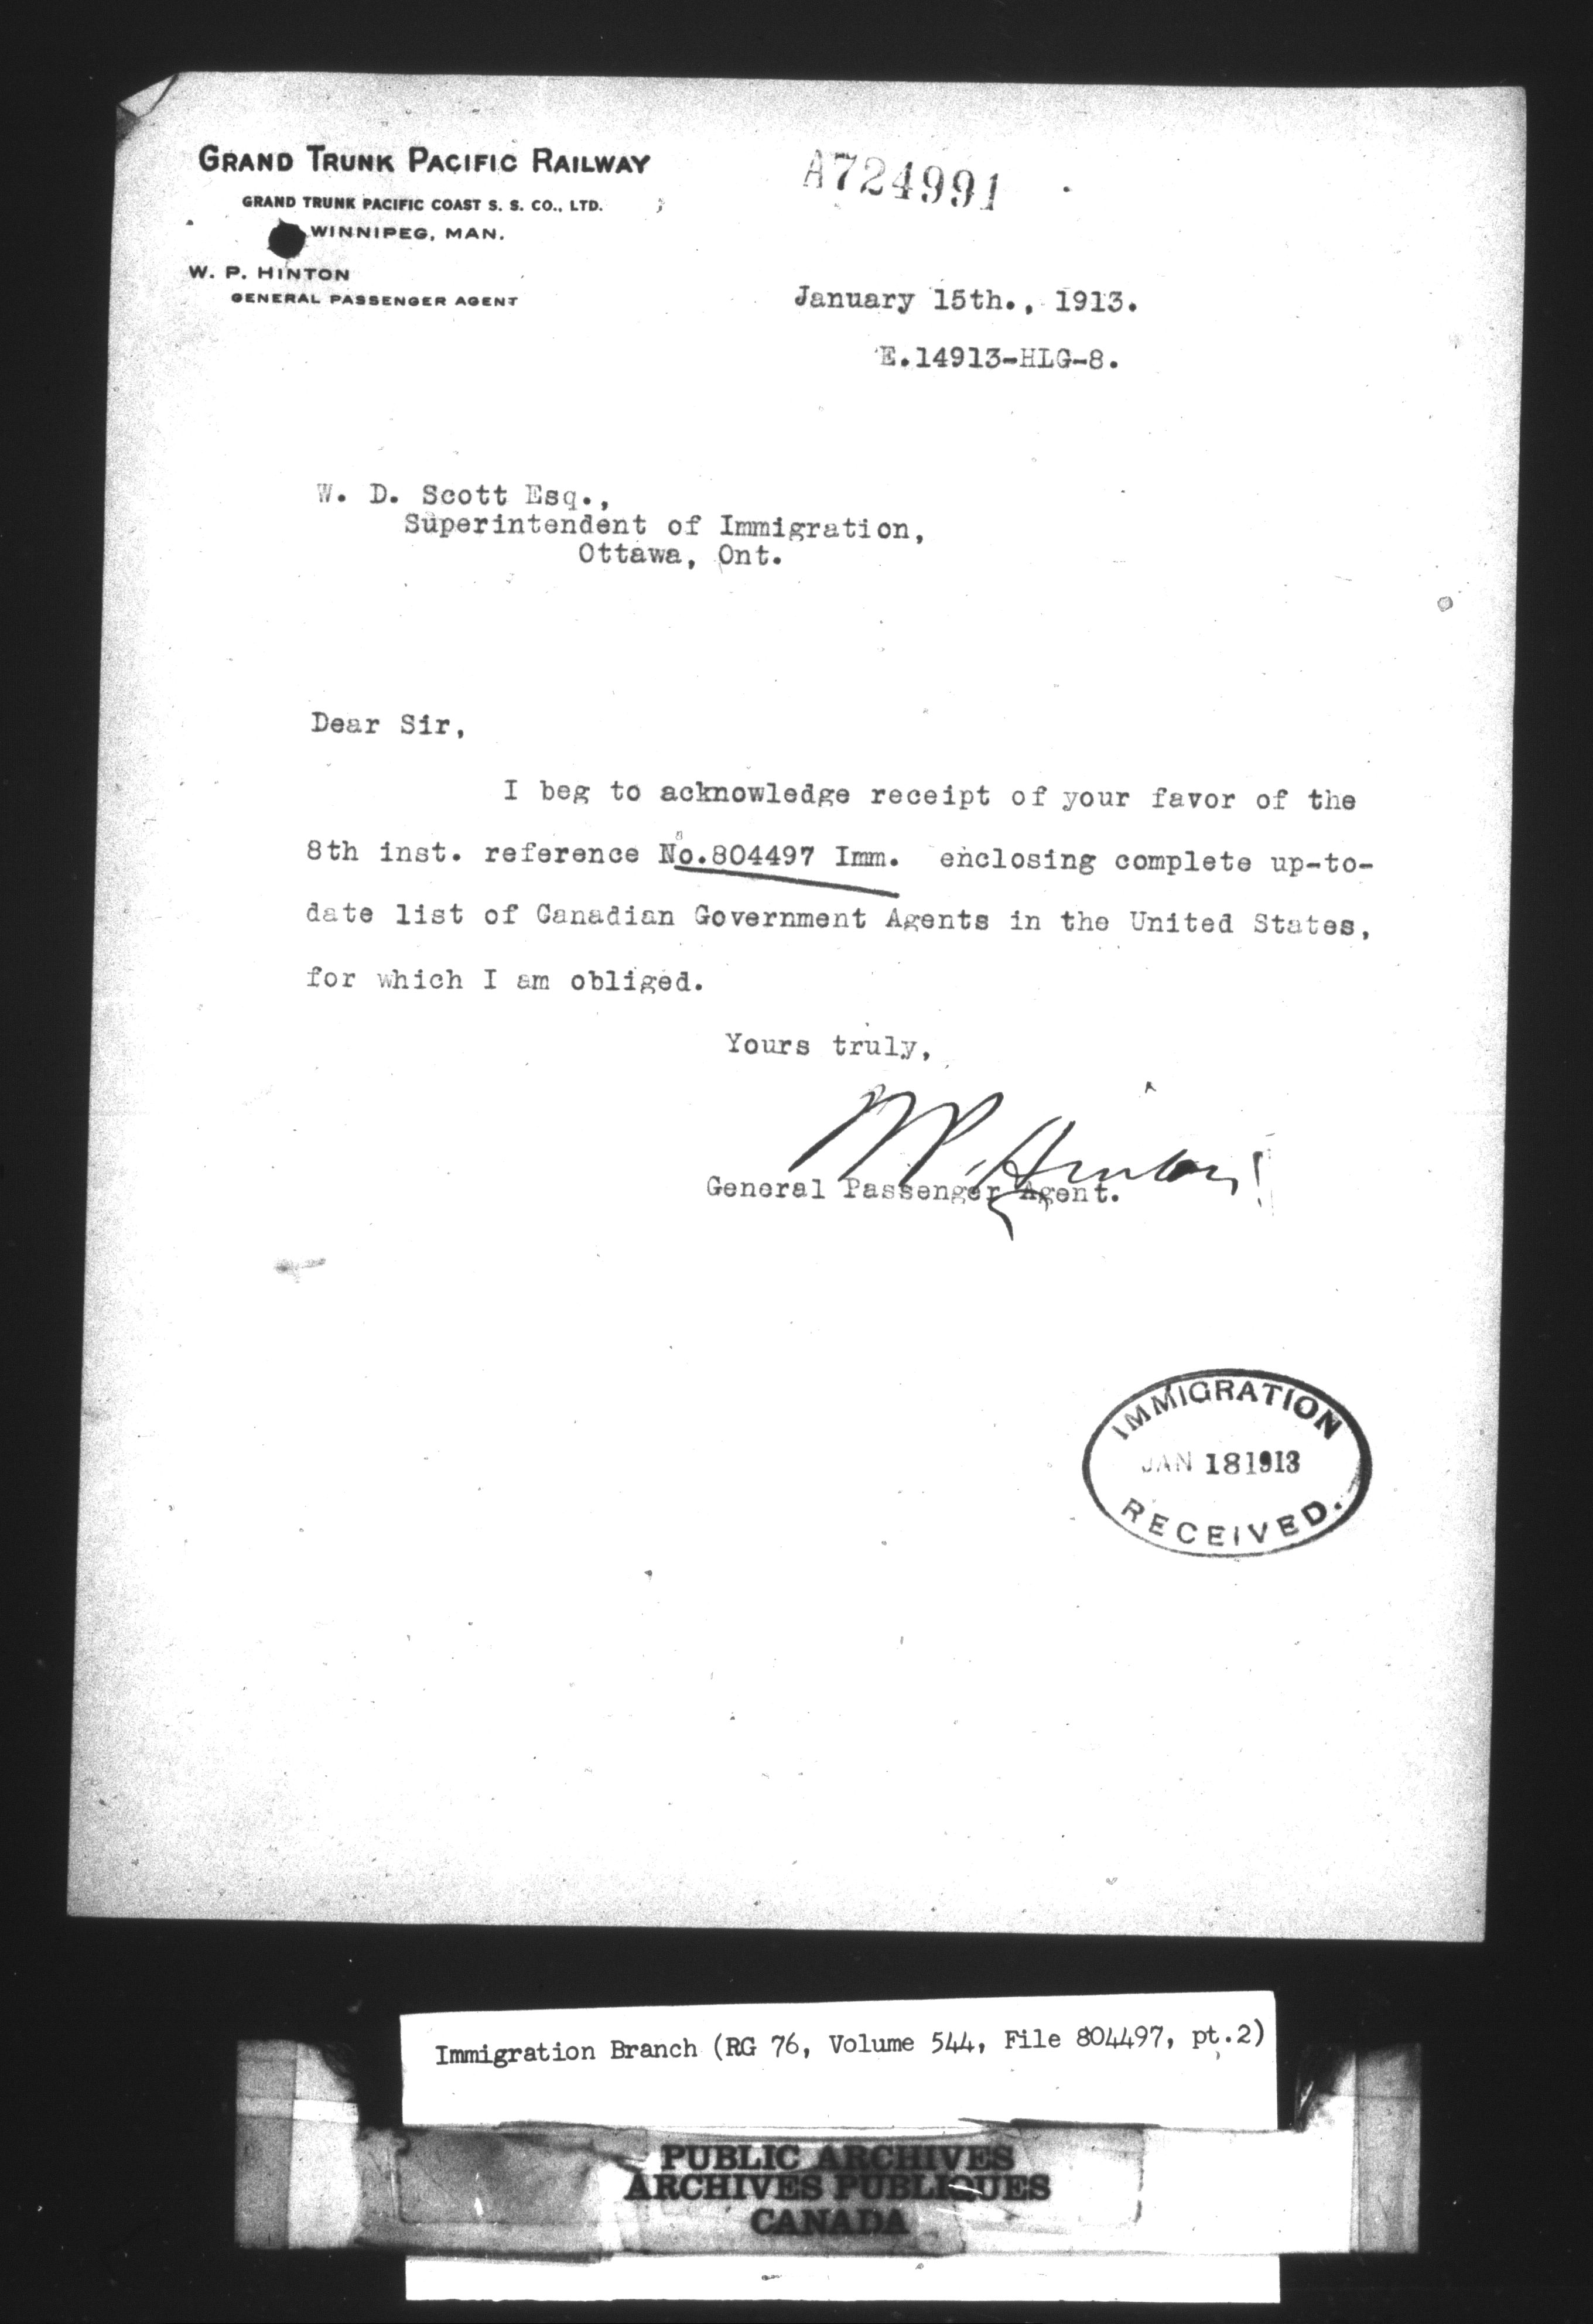 GRAND TRUNK PACIFIC RAILWAY
GRAND TRUNK PACIFIC COAST S. S. CO., LTD.
WINNIPEG, MAN.
W. P. HINTON
GENERAL PASSENGER AGENT
A724991
January 15th., 1913.
E.14913-HLG-8.
W. D. Scott Esq.,
Superintendent of Immigration,
Ottawa, Ont.
Dear Sir,
I beg to acknowledge receipt of your favor of the
8th inst. reference No.804497 Imm. enclosing complete up-to-
date list of Canadian Government Agents in the United States,
for which I am obliged.
Yours truly,
W P. Hinton
General Passenger Agent.
IMMIGRATION
JAN 18 1913
RECEIVED.
Immigration Branch (RG 76, Volume 544, File 804497, pt.2)
PUBLIC ARCHIVES
ARCHIVES PUBLIQUES
CANADA